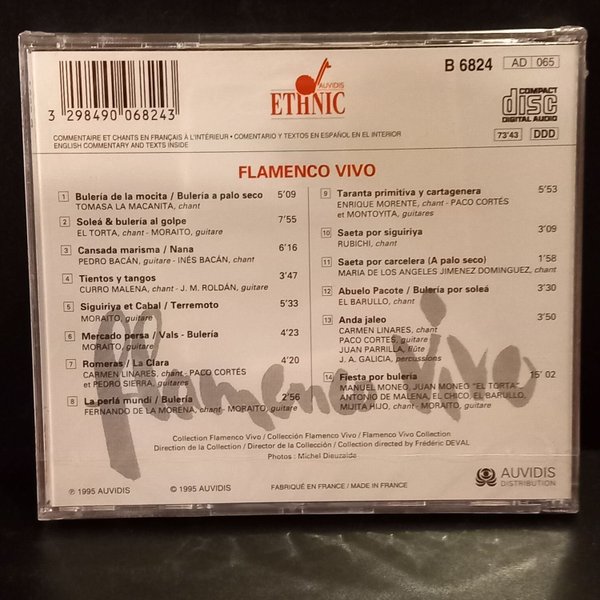 3 298490 068243
AUVIDIS
ETHNIC
B 6824
AD 065
COMPACT
disc
DIGITAL AUDIO
73'43 DDD
COMMENTAIRE ET CHANTS EN FRANÇAIS À L'INTÉRIEUR • COMENTARIO Y TEXTOS EN ESPAÑOL EN EL INTERIOR
ENGLISH COMMENTARY AND TEXTS INSIDE
FLAMENCO VIVO
1 Bulería de la mocita / Bulería a palo seco 5'09
TOMASA LA MACANITA, chant
2 Soleá & bulería al golpe 7'55
EL TORTA, chant - MORAITO, guitare
3 Cansada marisma / Nana 6'16
PEDRO BACÁN, guitare - INÉS BACÁN, chant
4 Tientos y tangos 3'47
CURRO MALENA, chant - J. M. ROLDÁN, guitare
5 Siguiriya et Cabal / Terremoto 5'33
MORAITO, guitare
6 Mercado persa / Vals - Bulería 4'23
MORAITO, guitare
7 Romeras / La Clara 4'20
CARMEN LINARES, chant - PACO CORTÉS
et PEDRO SIERRA, guitares
8 La perlá mundi / Bulería 2'56
FERNANDO DE LA MORENA, chant - MORAITO, guitare
9 Taranta primitiva y cartagenera 5'53
ENRIQUE MORENTE, chant - PACO CORTÉS
et MONTOYITA, guitares
10 Saeta por siguiriya 3'09
RUBICHI, chant
11 Saeta por carcelera (A palo seco) 1'58
MARIA DE LOS ANGELES JIMENEZ DOMINGUEZ, chant
12 Abuelo Pacote / Bulería por soleá 3'30
EL BARULLO, chant
13 Anda jaleo 3'50
CARMEN LINARES, chant
PACO CORTÉS, guitare
JUAN PARRILLA, flûte
J. A. GALICIA, percussions
14 Fiesta por bulería 15'02
MANUEL MONEO, JUAN MONEO "EL TORTA",
ANTONIO DE MALENA, EL CHICO, EL BARULLO,
MIJITA HIJO, chant - MORAITO, guitare
flamenco vivo
Collection Flamenco Vivo / Collección Flamenco Vivo / Flamenco Vivo Collection
Direction de la Collection / Director de la Collección / Collection directed by Frédéric DEVAL
Photos : Michel Dieuzaide
℗ 1995 AUVIDIS © 1995 AUVIDIS FABRIQUÉ EN FRANCE / MADE IN FRANCE
AUVIDIS
DISTRIBUTION